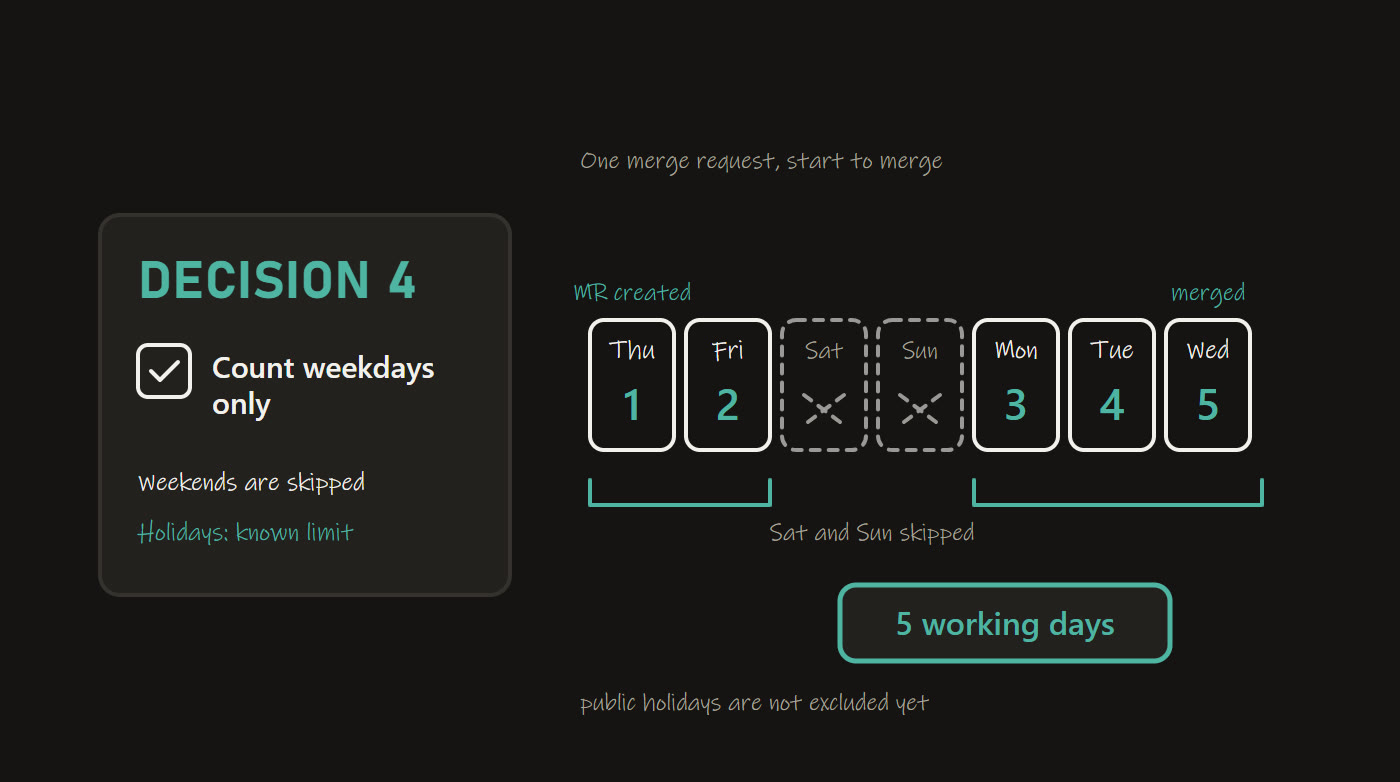 One merge request, start to merge
DECISION 4
Count weekdays
only
Weekends are skipped
Holidays: known limit
MR created
merged
Thu Fri Sat Sun Mon Tue Wed
1 2 3 4 5
Sat and Sun skipped
5 working days
public holidays are not excluded yet